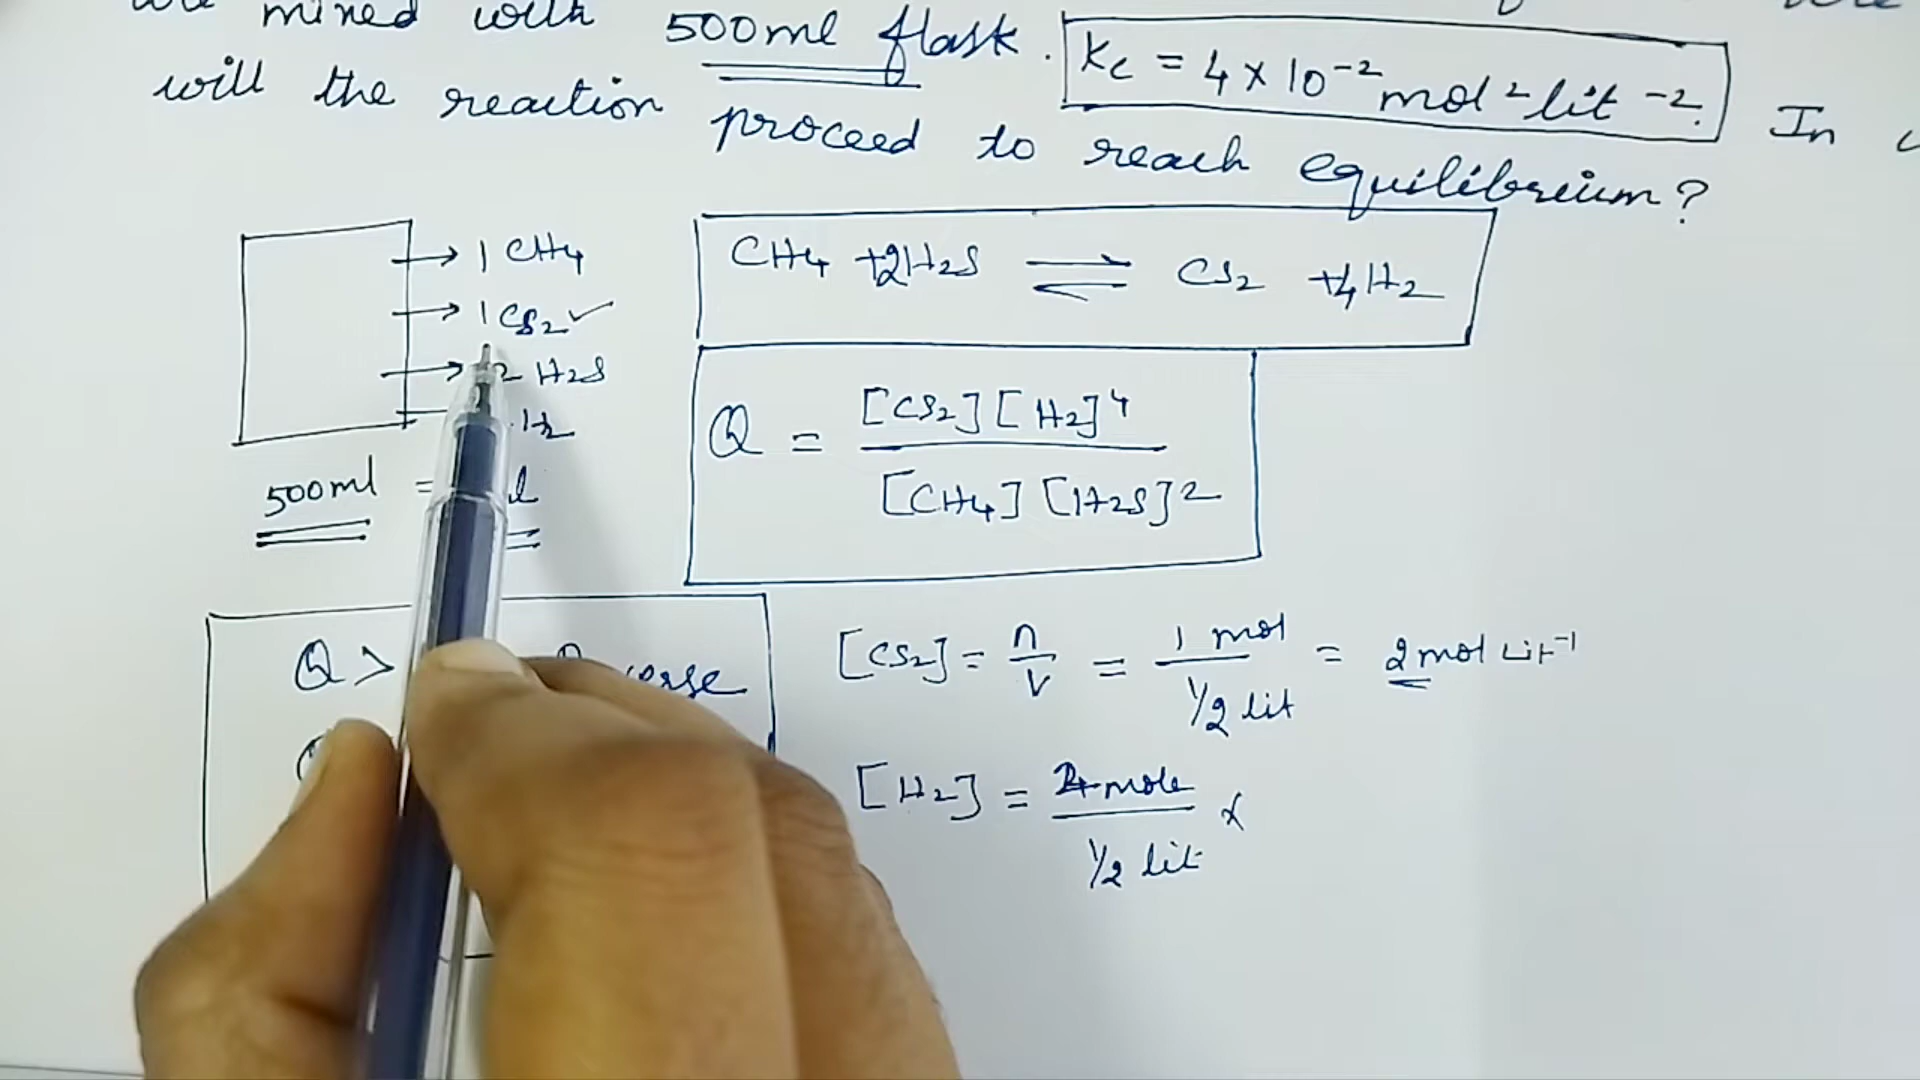 mixed with 500ml flask. Kc = 4 x 10⁻² mol² lit⁻². In
will the reaction proceed to reach equilibrium?
→ 1 CH4
→ 1 CS2 ✓
→ 2 H2S
H2
500ml =
CH4 + 2H2S ⇌ CS2 + 4H2
Q = [CS2] [H2]⁴ / [CH4] [H2S]²
Q >
[CS2] = n/V = 1 mol / 1/2 lit = 2 mol Lit⁻¹
[H2] = mole / 1/2 lit x